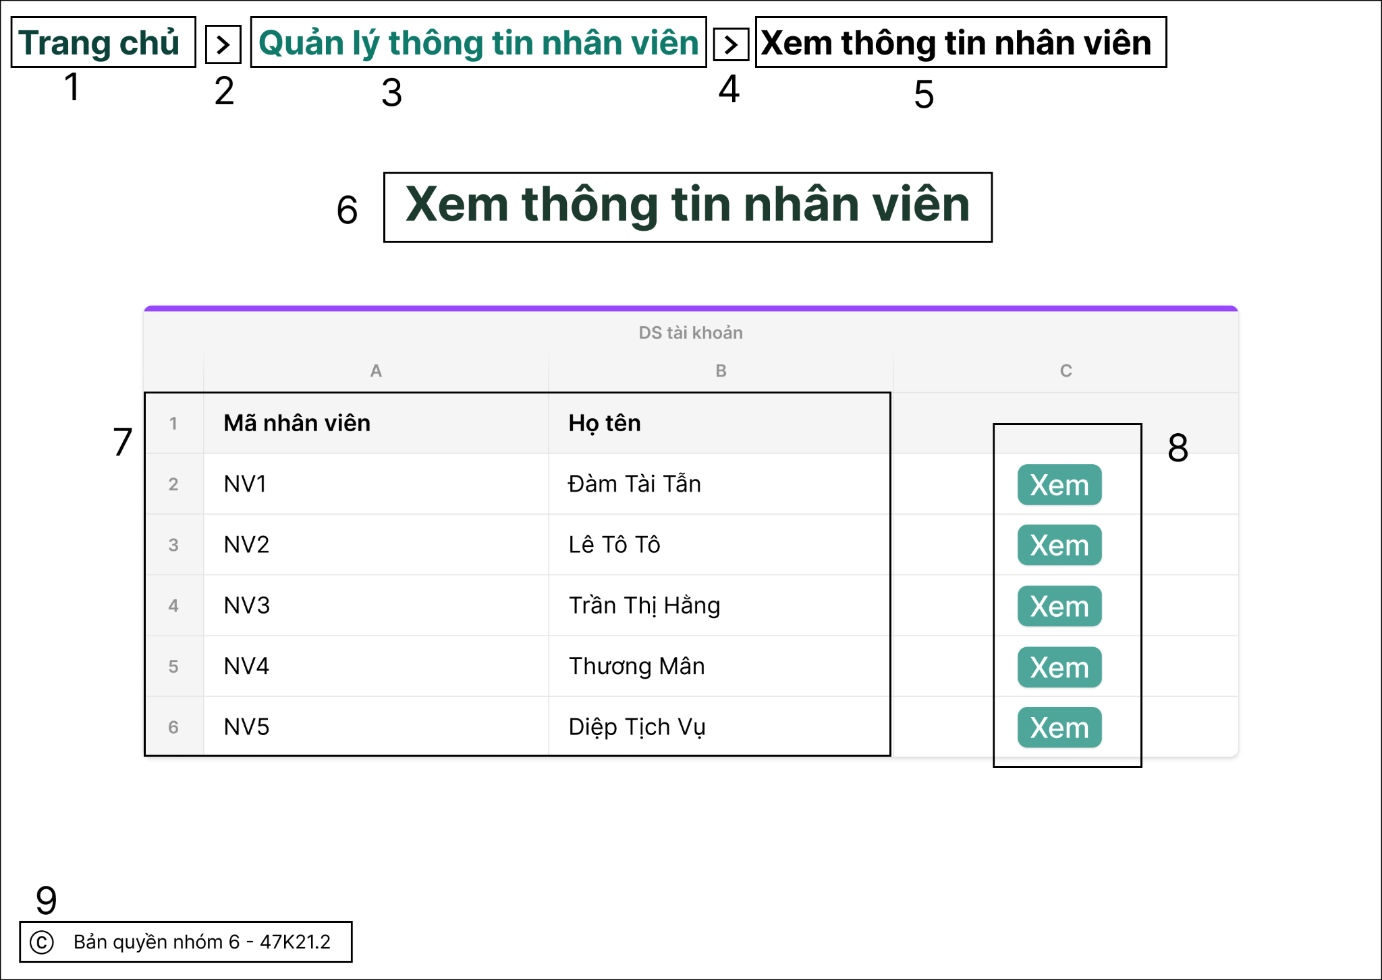 Trang chủ > Quản lý thông tin nhân viên > Xem thông tin nhân viên
1 2 3 4 5
6 Xem thông tin nhân viên
DS tài khoản
A B C
7 1 Mã nhân viên Họ tên 8
2 NV1 Đàm Tài Tẫn Xem
3 NV2 Lê Tô Tô Xem
4 NV3 Trần Thị Hằng Xem
5 NV4 Thương Mân Xem
6 NV5 Diệp Tịch Vụ Xem
9
© Bản quyền nhóm 6 - 47K21.2